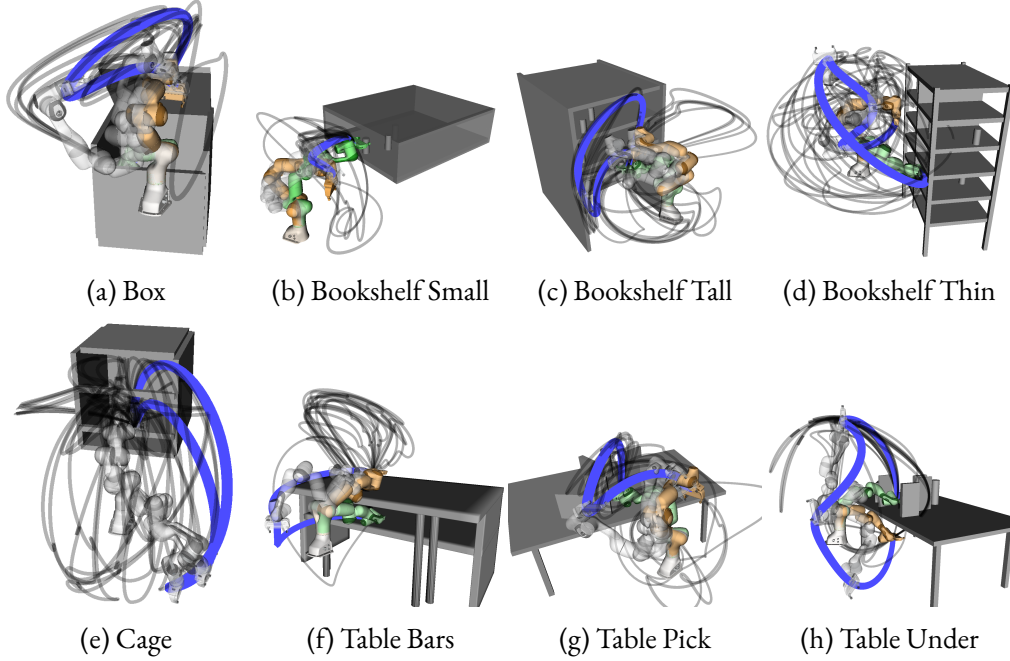 (a) Box
(b) Bookshelf Small
(c) Bookshelf Tall
(d) Bookshelf Thin
(e) Cage
(f) Table Bars
(g) Table Pick
(h) Table Under